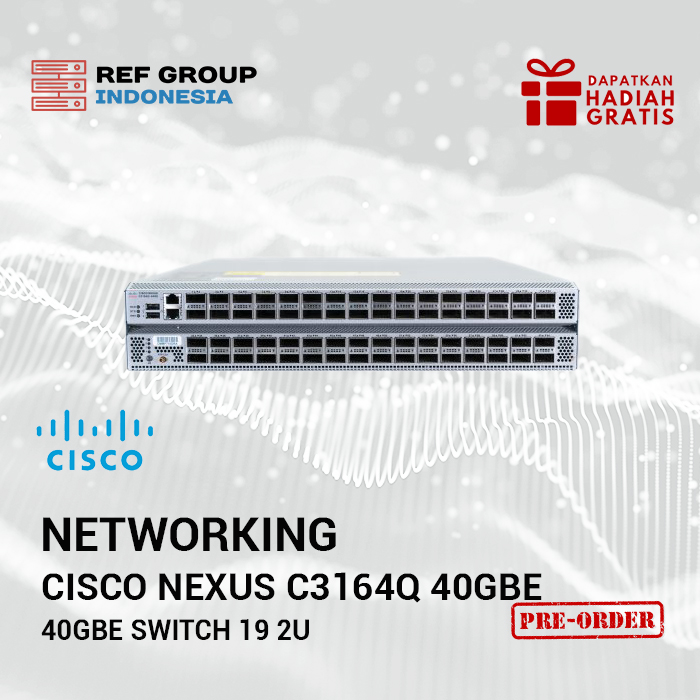 REF GROUP
INDONESIA
DAPATKAN
HADIAH
GRATIS
CISCO
NETWORKING
CISCO NEXUS C3164Q 40GBE
40GBE SWITCH 19 2U
PRE-ORDER